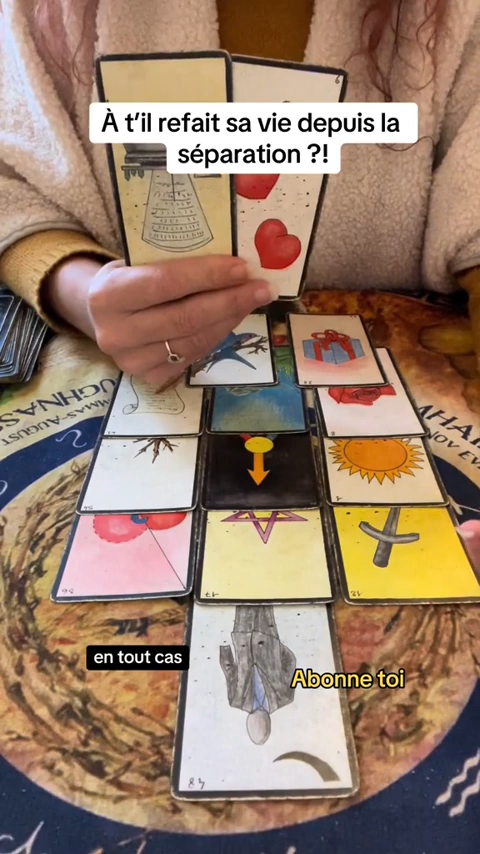 À t'il refait sa vie depuis la
séparation ?!
en tout cas
Abonne toi